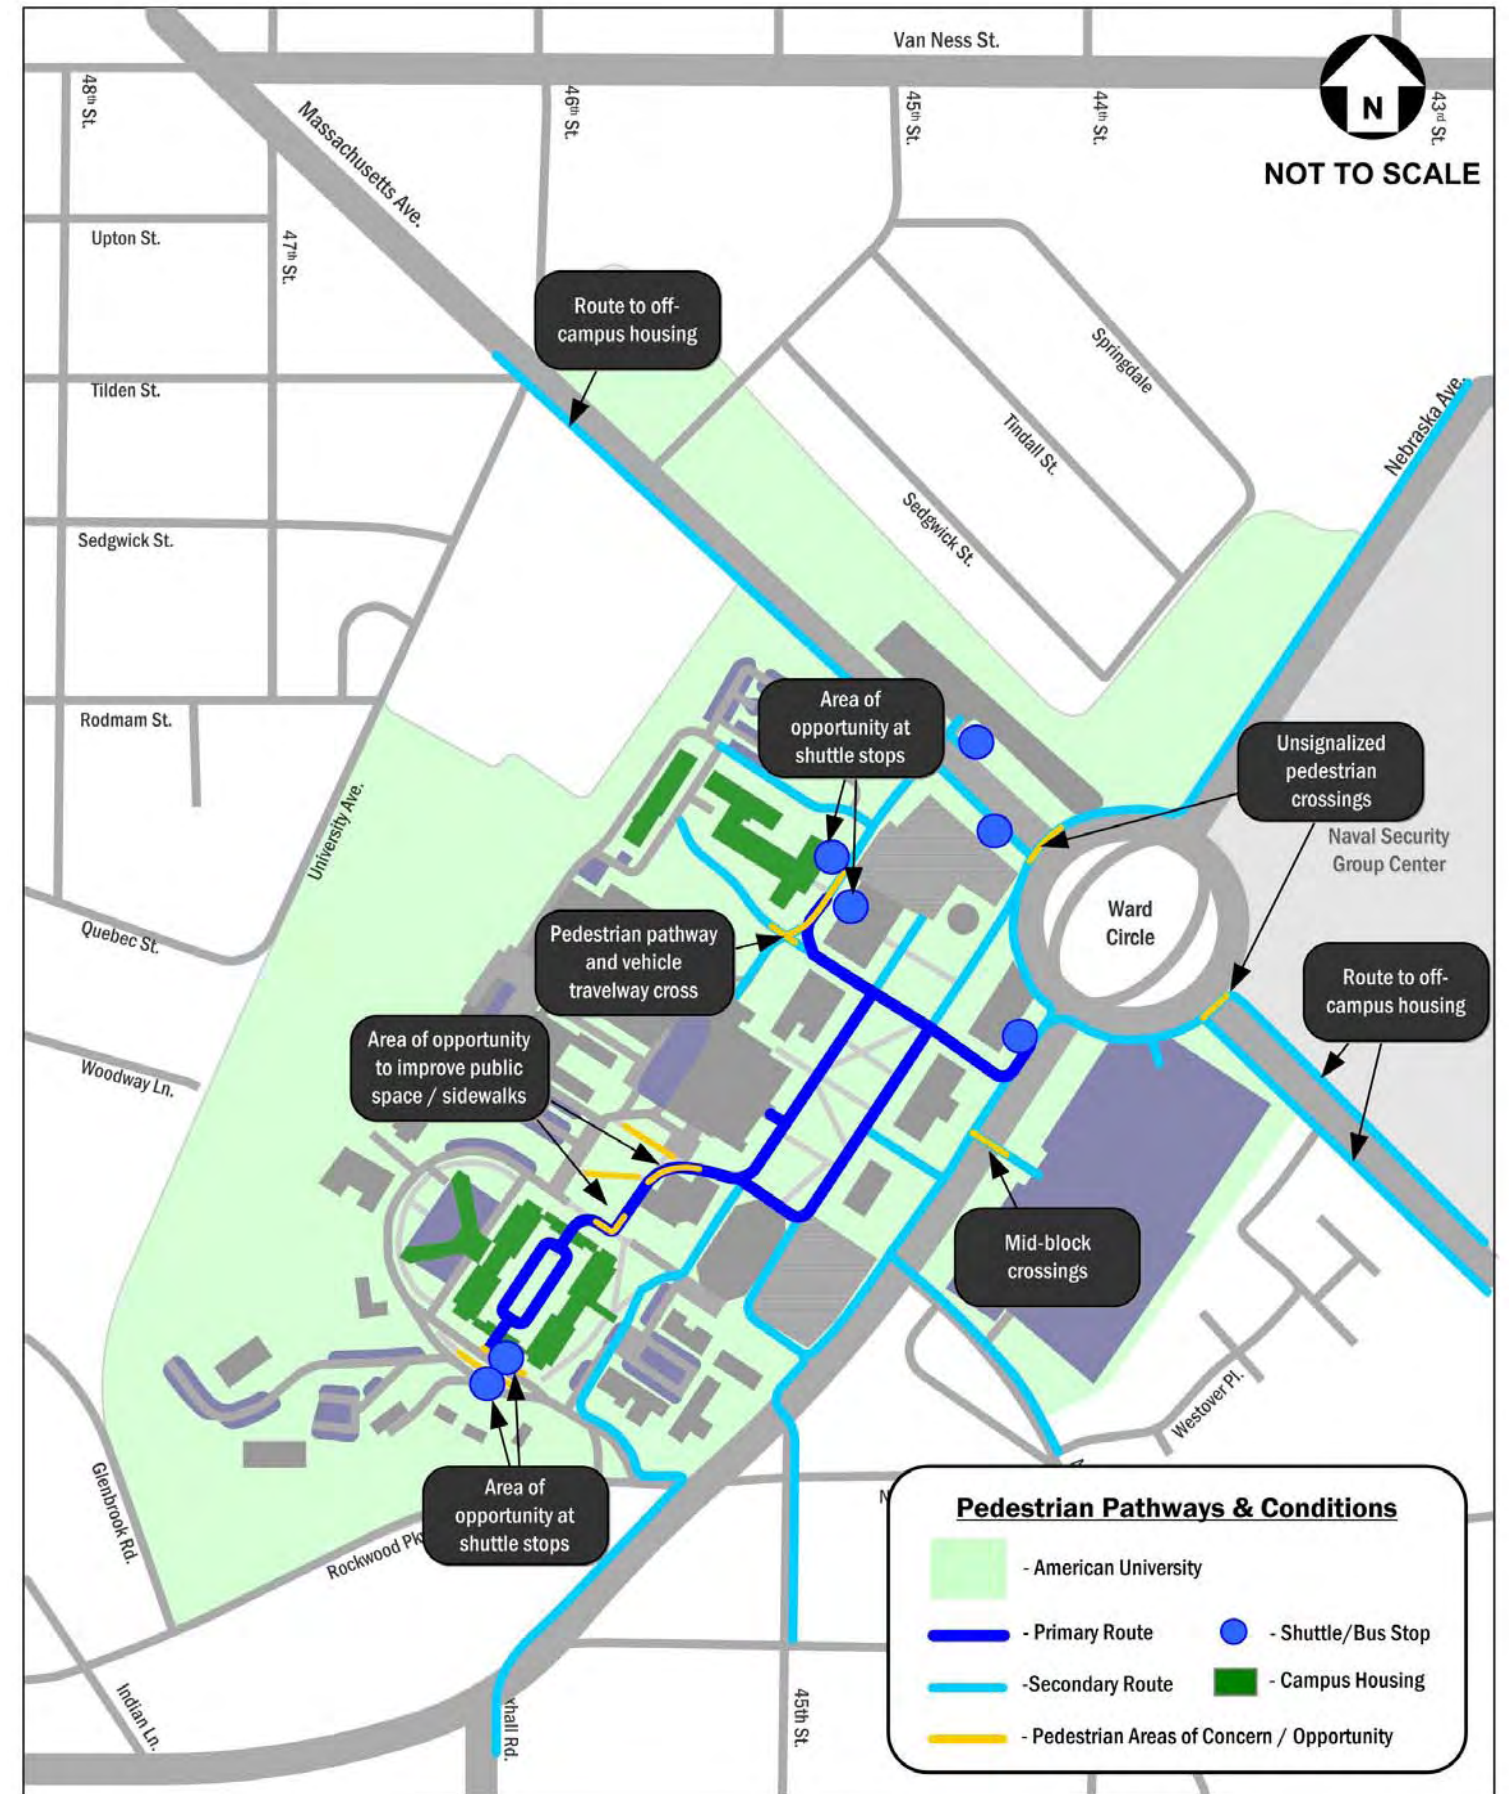 Van Ness St.
48th St.
Massachusetts Ave.
46th St.
45th St.
44th St.
43rd St.
N
NOT TO SCALE
Upton St.
47th St.
Route to off-
campus housing
Springdale
Tilden St.
Nebraska Ave.
Tindall St.
Sedgwick St.
Sedgwick St.
Rodmam St.
Area of
opportunity at
shuttle stops
Unsignalized
pedestrian
crossings
Naval Security
Group Center
University Ave.
Ward
Circle
Quebec St.
Pedestrian pathway
and vehicle
travelway cross
Route to off-
campus housing
Area of opportunity
to improve public
space / sidewalks
Woodway Ln.
Mid-block
crossings
Westover Pl.
Glenbrook Rd.
Area of
opportunity at
shuttle stops
Rockwood Pk
Indian Ln.
xhall Rd.
45th St.
Pedestrian Pathways & Conditions
- American University
- Primary Route
- Shuttle/Bus Stop
-Secondary Route
- Campus Housing
- Pedestrian Areas of Concern / Opportunity